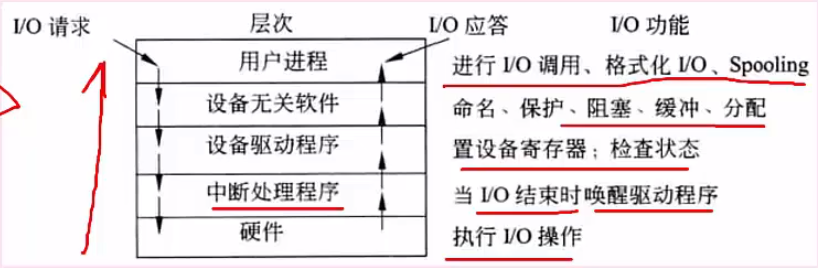 I/O 请求 层次 I/O 应答 I/O 功能
用户进程 进行 I/O 调用、格式化 I/O、Spooling
设备无关软件 命名、保护、阻塞、缓冲、分配
设备驱动程序 置设备寄存器；检查状态
中断处理程序 当 I/O 结束时唤醒驱动程序
硬件 执行 I/O 操作